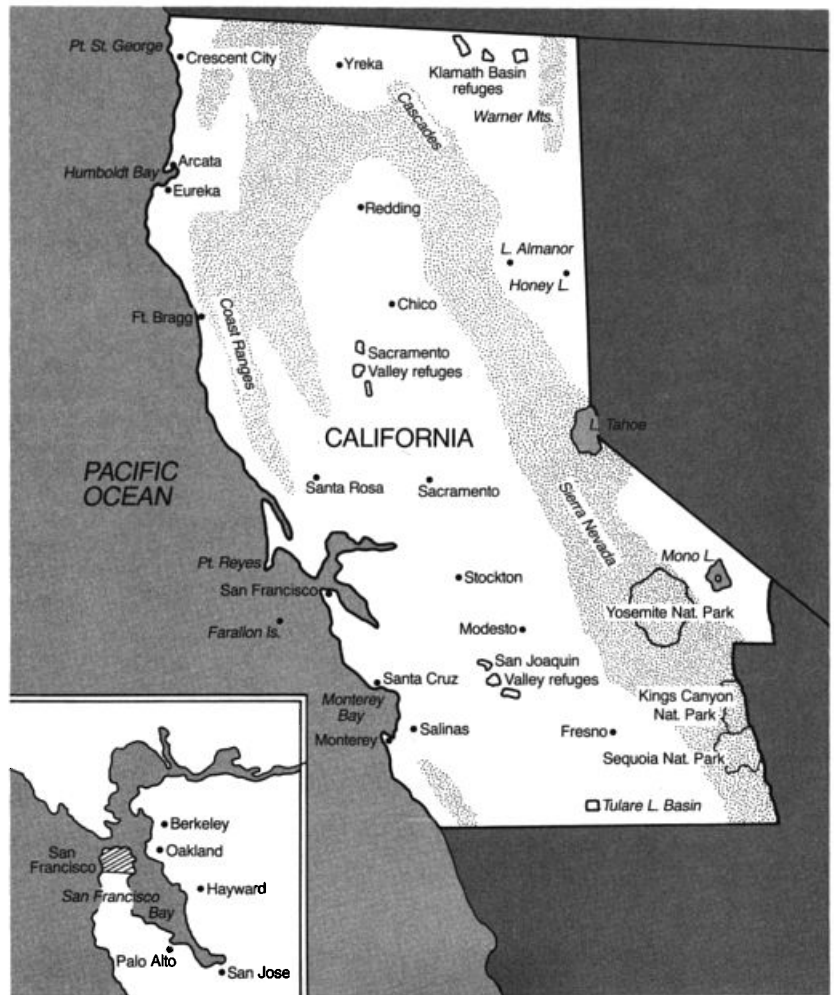 Pt. St. George
Crescent City
Yreka
Klamath Basin
refuges
Warner Mts.
Cascades
Humboldt Bay
Arcata
Eureka
Redding
L. Almanor
Honey L.
Ft. Bragg
Coast Ranges
Chico
Sacramento
Valley refuges
L. Tahoe
CALIFORNIA
PACIFIC
OCEAN
Santa Rosa
Sacramento
Sierra Nevada
Pt. Reyes
San Francisco
Stockton
Mono L.
Yosemite Nat. Park
Farallon Is.
Modesto
San Joaquin
Valley refuges
Santa Cruz
Monterey
Bay
Kings Canyon
Nat. Park
Monterey
Salinas
Fresno
Sequoia Nat. Park
Tulare L. Basin
Berkeley
Oakland
San
Francisco
Hayward
San Francisco
Bay
Palo Alto
San Jose